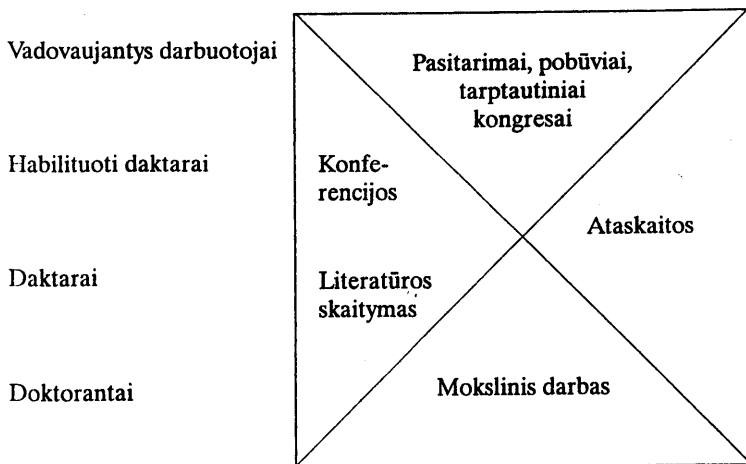 Vadovaujantys darbuotojai
Pasitarimai, pobūviai,
tarptautiniai
kongresai
Habilituoti daktarai
Konfe-
rencijos
Ataskaitos
Daktarai
Literatūros
skaitymas
Doktorantai
Mokslinis darbas